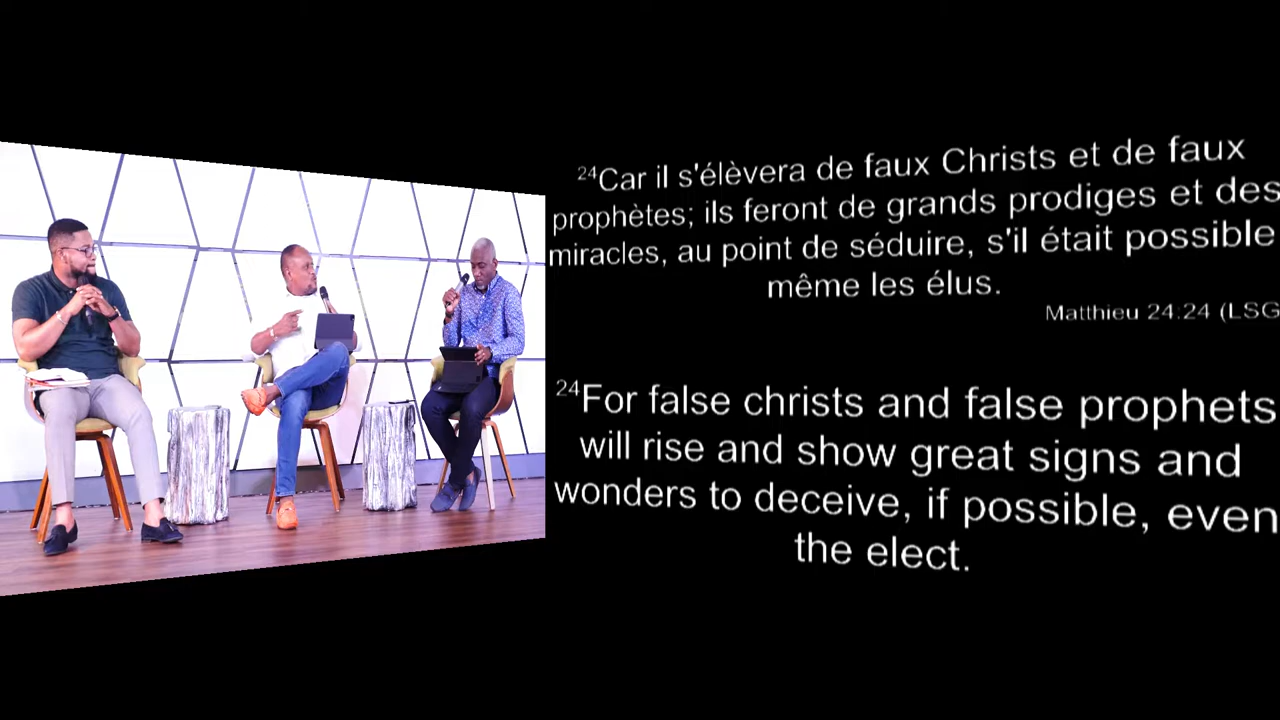 ²⁴Car il s'élèvera de faux Christs et de faux
prophètes; ils feront de grands prodiges et des
miracles, au point de séduire, s'il était possible
même les élus.
Matthieu 24:24 (LSG
²⁴For false christs and false prophets
will rise and show great signs and
wonders to deceive, if possible, even
the elect.